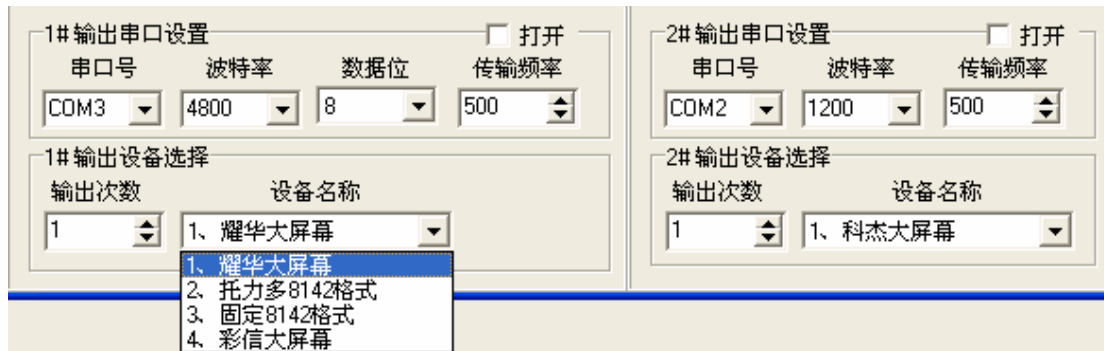 1#输出串口设置 打开
串口号 波特率 数据位 传输频率
COM3 4800 8 500
1#输出设备选择
输出次数 设备名称
1 1、耀华大屏幕
1、耀华大屏幕
2、托力多8142格式
3、固定8142格式
4、彩信大屏幕
2#输出串口设置 打开
串口号 波特率 传输频率
COM2 1200 500
2#输出设备选择
输出次数 设备名称
1 1、科杰大屏幕